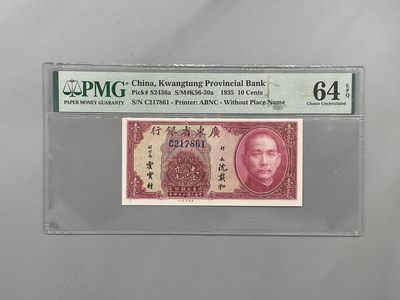 PMG
PAPER MONEY GUARANTY
China, Kwangtung Provincial Bank
Pick# S2436a S/M#K56-30a 1935 10 Cents
S/N C217861 - Printer: ABNC - Without Place Name
64 EPQ
Choice Uncirculated
行銀省東廣
C217861